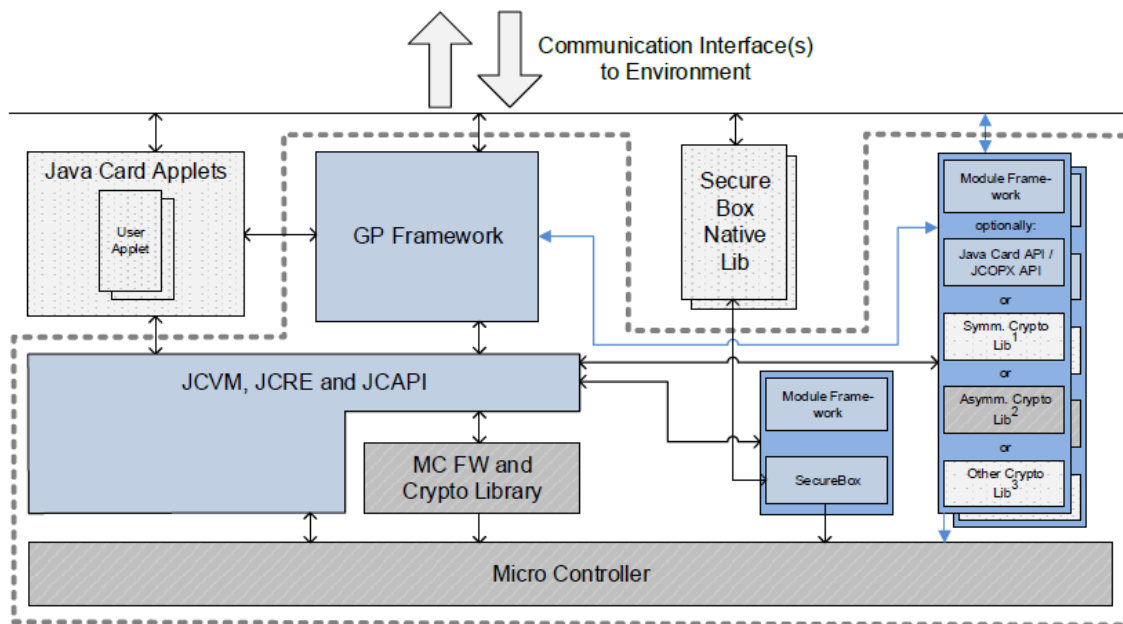 Communication Interface(s)
to Environment
Java Card Applets
User
Applet
GP Framework
Secure
Box
Native
Lib
Module Frame-
work
optionally:
Java Card API /
JCOPX API
or
Symm. Crypto
Lib1
or
Asymm. Crypto
Lib2
or
Other Crypto
Lib3
JCVM, JCRE and JCAPI
MC FW and
Crypto Library
Module Frame-
work
SecureBox
Micro Controller